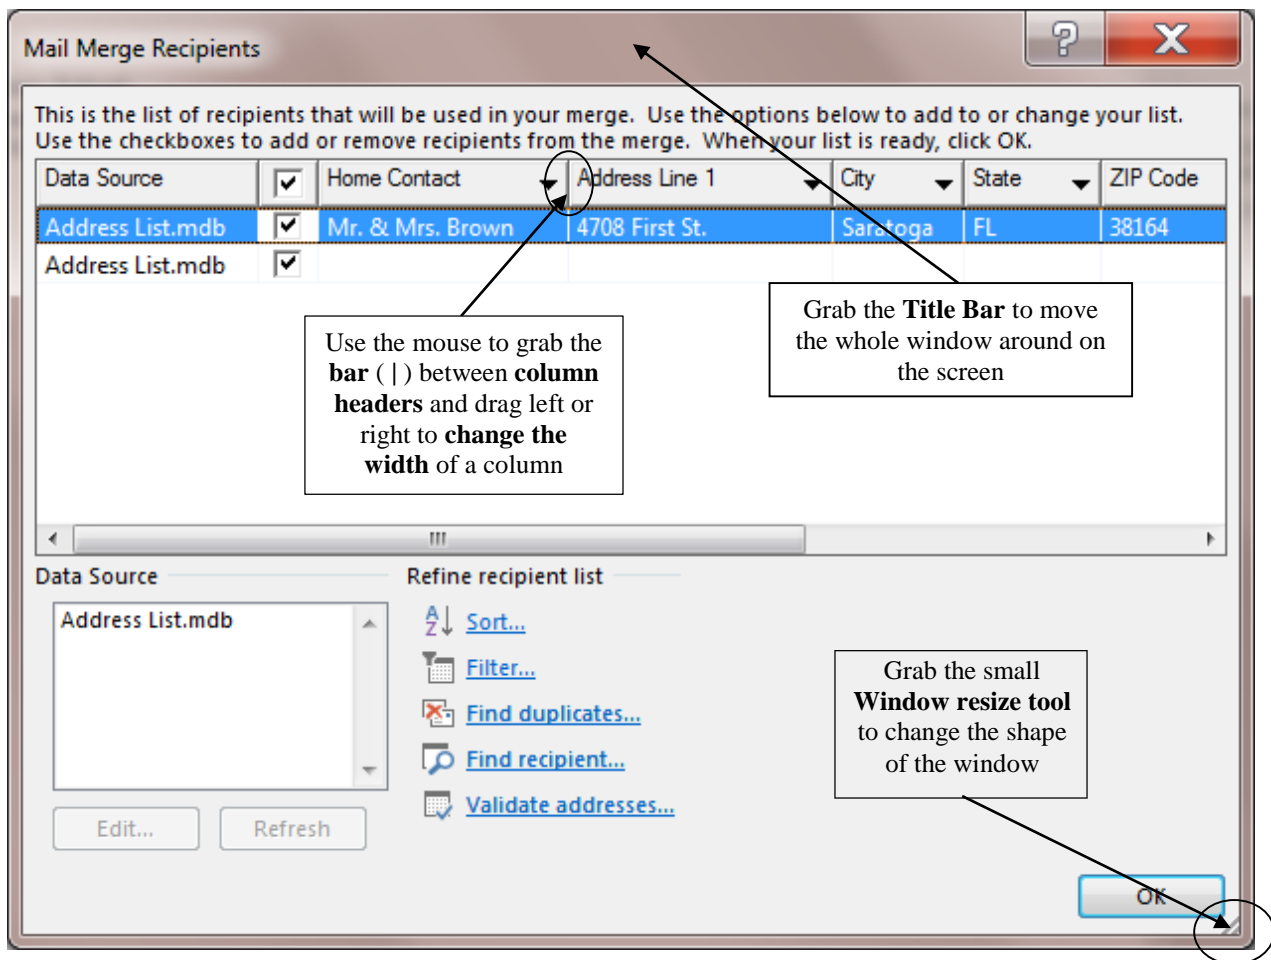 Mail Merge Recipients
This is the list of recipients that will be used in your merge.  Use the options below to add to or change your list.
Use the checkboxes to add or remove recipients from the merge.  When your list is ready, click OK.
Data Source Home Contact Address Line 1 City State ZIP Code
Address List.mdb Mr. & Mrs. Brown 4708 First St. Saratoga FL 38164
Address List.mdb
Grab the Title Bar to move
the whole window around on
the screen
Use the mouse to grab the
bar (|) between column
headers and drag left or
right to change the
width of a column
Data Source
Address List.mdb
Edit... Refresh
Refine recipient list
Sort...
Filter...
Find duplicates...
Find recipient...
Validate addresses...
Grab the small
Window resize tool
to change the shape
of the window
OK